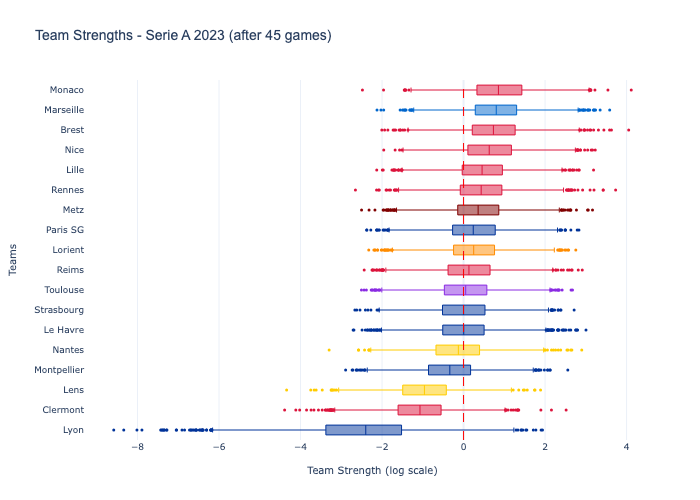 Team Strengths - Serie A 2023 (after 45 games)
Monaco
Marseille
Brest
Nice
Lille
Rennes
Metz
Paris SG
Lorient
Reims
Toulouse
Strasbourg
Le Havre
Nantes
Montpellier
Lens
Clermont
Lyon
Teams
−8 −6 −4 −2 0 2 4
Team Strength (log scale)